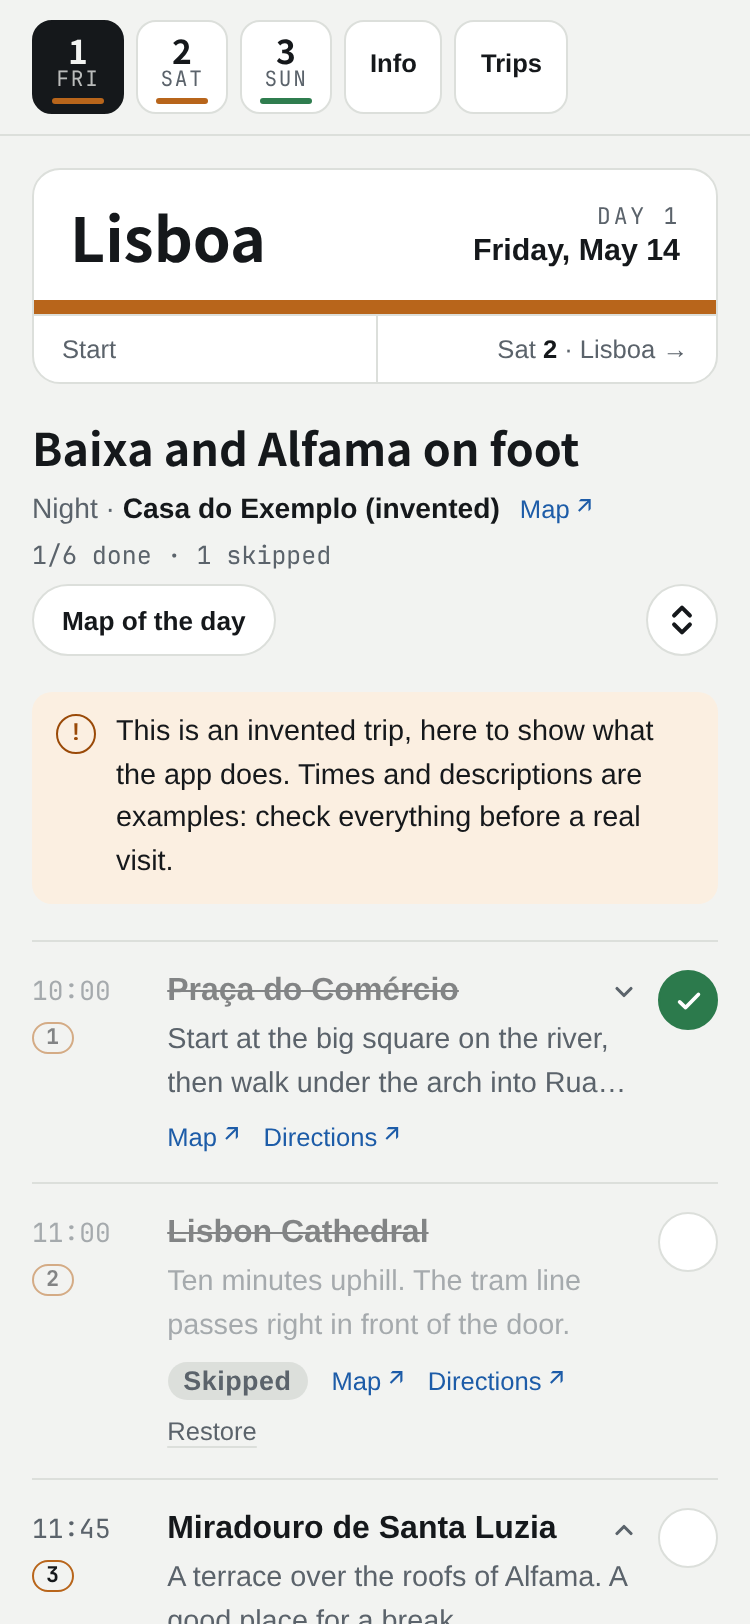 1 2 3 Info Trips
FRI SAT SUN
Lisboa
DAY 1
Friday, May 14
Start
Sat 2 · Lisboa →
Baixa and Alfama on foot
Night · Casa do Exemplo (invented) Map ↗
1/6 done · 1 skipped
Map of the day
! This is an invented trip, here to show what
the app does. Times and descriptions are
examples: check everything before a real
visit.
10:00 Praça do Comércio
1 Start at the big square on the river,
then walk under the arch into Rua…
Map ↗ Directions ↗
11:00 Lisbon Cathedral
2 Ten minutes uphill. The tram line
passes right in front of the door.
Skipped Map ↗ Directions ↗
Restore
11:45 Miradouro de Santa Luzia
3 A terrace over the roofs of Alfama. A
good place for a break.